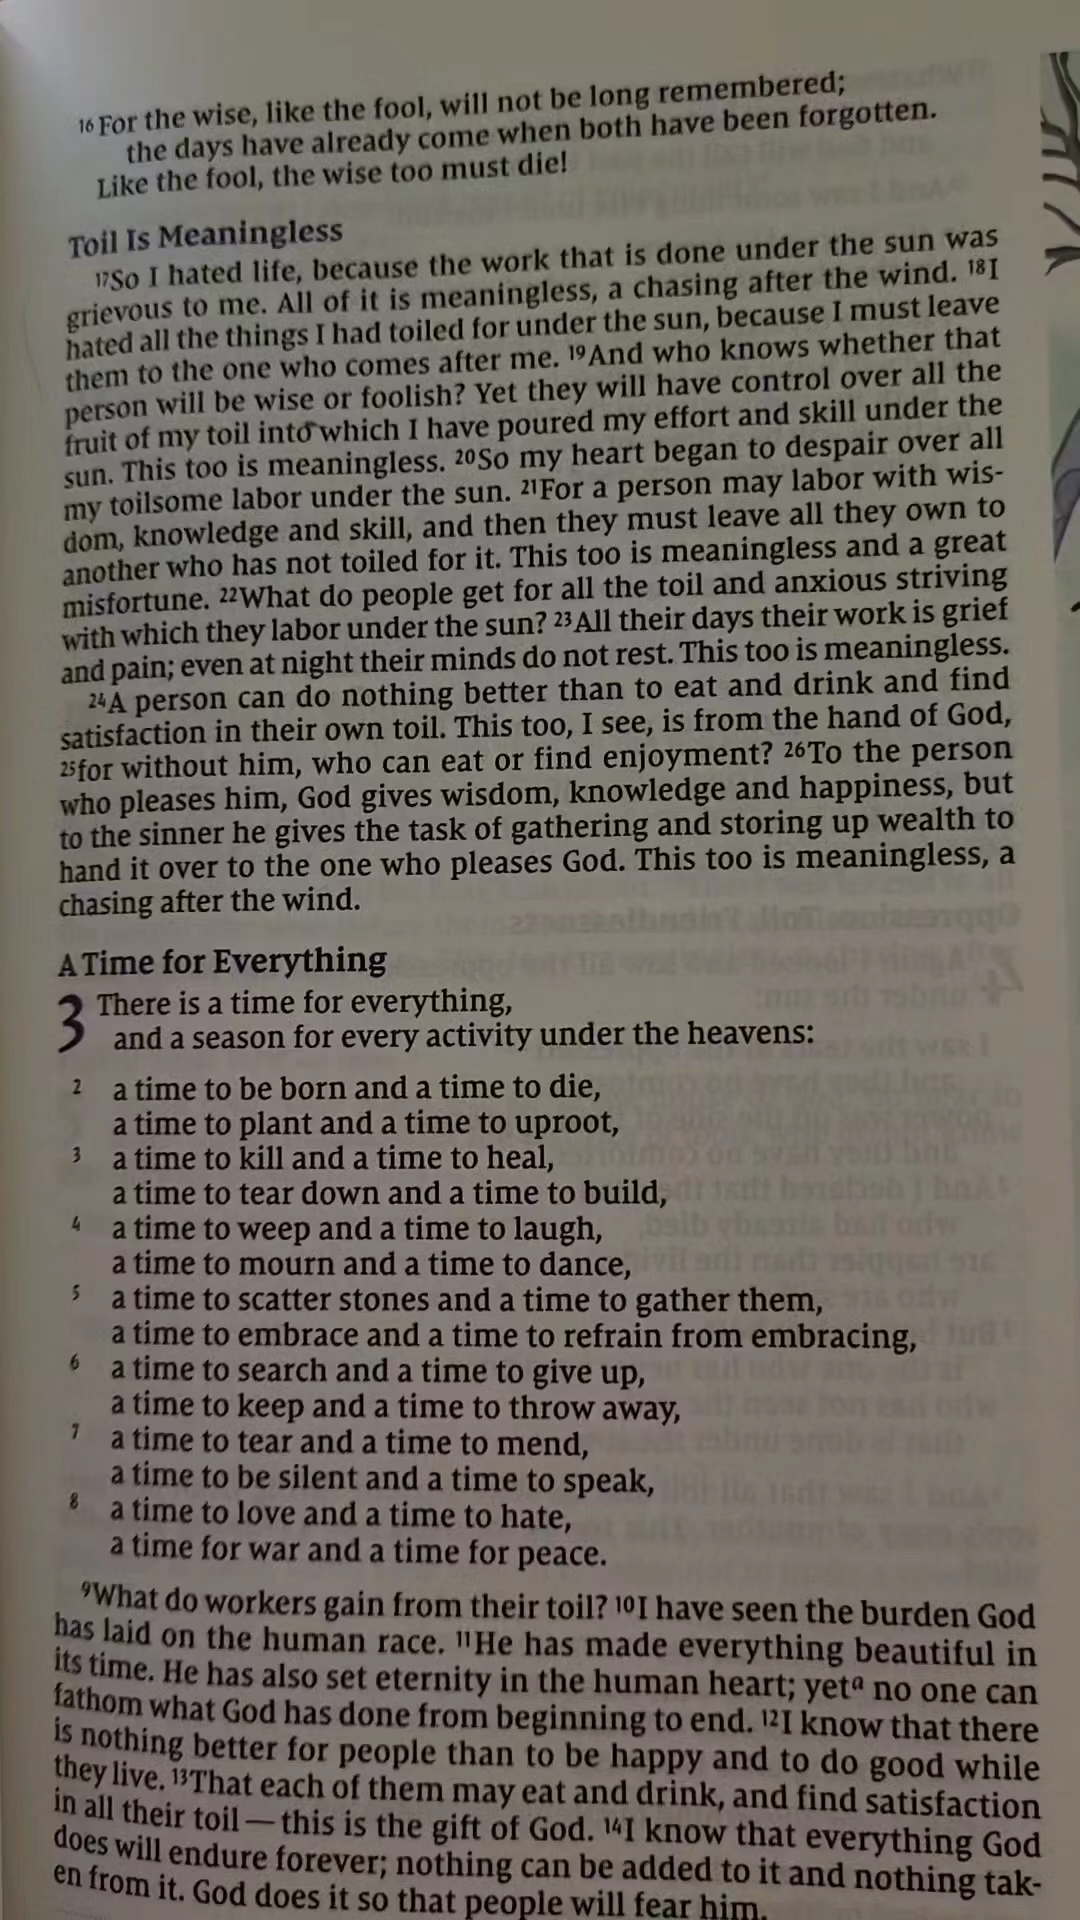 16 For the wise, like the fool, will not be long remembered;
the days have already come when both have been forgotten.
Like the fool, the wise too must die!
Toil Is Meaningless
17So I hated life, because the work that is done under the sun was
grievous to me. All of it is meaningless, a chasing after the wind. 18I
hated all the things I had toiled for under the sun, because I must leave
them to the one who comes after me. 19And who knows whether that
person will be wise or foolish? Yet they will have control over all the
fruit of my toil into which I have poured my effort and skill under the
sun. This too is meaningless. 20So my heart began to despair over all
my toilsome labor under the sun. 21For a person may labor with wis-
dom, knowledge and skill, and then they must leave all they own to
another who has not toiled for it. This too is meaningless and a great
misfortune. 22What do people get for all the toil and anxious striving
with which they labor under the sun? 23All their days their work is grief
and pain; even at night their minds do not rest. This too is meaningless.
24A person can do nothing better than to eat and drink and find
satisfaction in their own toil. This too, I see, is from the hand of God,
25for without him, who can eat or find enjoyment? 26To the person
who pleases him, God gives wisdom, knowledge and happiness, but
to the sinner he gives the task of gathering and storing up wealth to
hand it over to the one who pleases God. This too is meaningless, a
chasing after the wind.
A Time for Everything
3 There is a time for everything,
and a season for every activity under the heavens:
2 a time to be born and a time to die,
a time to plant and a time to uproot,
3 a time to kill and a time to heal,
a time to tear down and a time to build,
4 a time to weep and a time to laugh,
a time to mourn and a time to dance,
5 a time to scatter stones and a time to gather them,
a time to embrace and a time to refrain from embracing,
6 a time to search and a time to give up,
a time to keep and a time to throw away,
7 a time to tear and a time to mend,
a time to be silent and a time to speak,
8 a time to love and a time to hate,
a time for war and a time for peace.
9What do workers gain from their toil? 10I have seen the burden God
has laid on the human race. 11He has made everything beautiful in
its time. He has also set eternity in the human heart; yet a no one can
fathom what God has done from beginning to end. 12I know that there
is nothing better for people than to be happy and to do good while
they live. 13That each of them may eat and drink, and find satisfaction
in all their toil — this is the gift of God. 14I know that everything God
does will endure forever; nothing can be added to it and nothing tak-
en from it. God does it so that people will fear him.